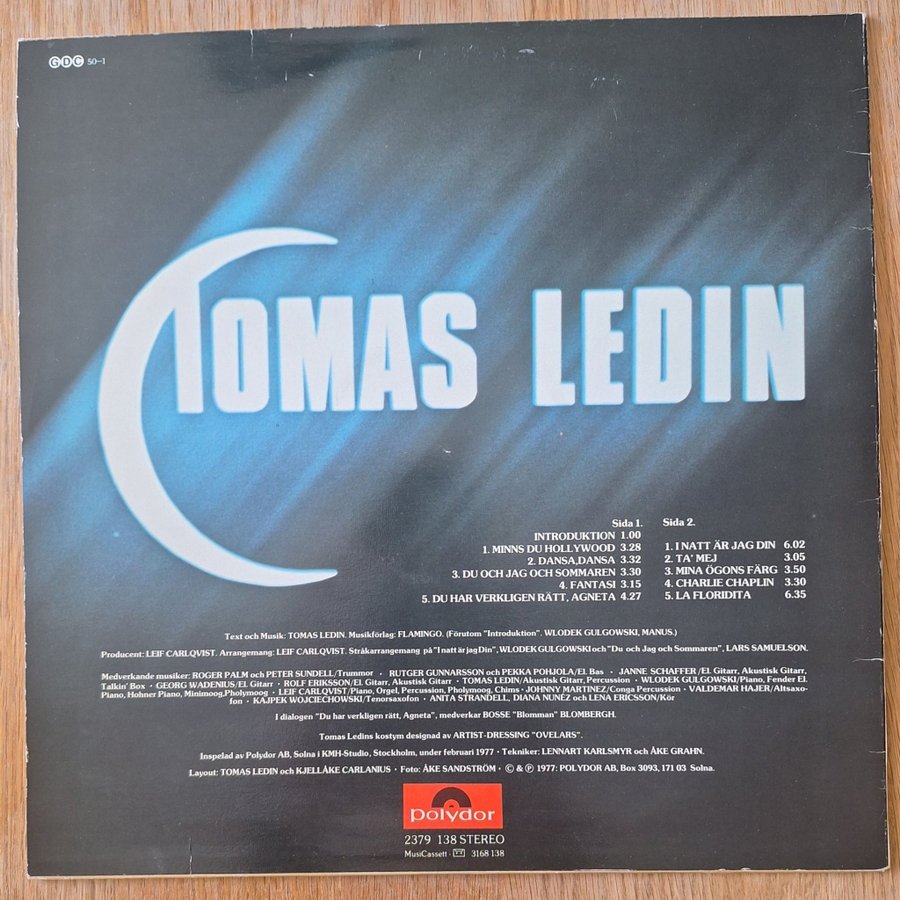 GDC 50-1
TOMAS LEDIN
Sida 1.
INTRODUKTION 1.00
1. MINNS DU HOLLYWOOD 3.28
2. DANSA,DANSA 3.32
3. DU OCH JAG OCH SOMMAREN 3.30
4. FANTASI 3.15
5. DU HAR VERKLIGEN RÄTT, AGNETA 4.27
Sida 2.
1. I NATT ÄR JAG DIN 6.02
2. TA' MEJ 3.05
3. MINA ÖGONS FÄRG 3.50
4. CHARLIE CHAPLIN 3.30
5. LA FLORIDITA 6.35
Text och Musik: TOMAS LEDIN. Musikförlag: FLAMINGO. (Förutom "Introduktion". WLODEK GULGOWSKI, MANUS.)
Producent: LEIF CARLQVIST. Arrangemang: LEIF CARLQVIST. Stråkarrangemang på "I natt är jag Din", WLODEK GULGOWSKI och "Du och Jag och Sommaren", LARS SAMUELSON.
Medverkande musiker: ROGER PALM och PETER SUNDELL/Trummor · RUTGER GUNNARSSON och PEKKA POHJOLA/El. Bas · JANNE SCHAFFER/El. Gitarr, Akustisk Gitarr,
Talkin' Box · GEORG WADENIUS/El. Gitarr · ROLF ERIKSSON/El. Gitarr, Akustisk Gitarr · TOMAS LEDIN/Akustisk Gitarr, Percussion · WLODEK GULGOWSKI/Piano, Fender El.
Piano, Hohner Piano, Minimoog, Pholymoog · LEIF CARLQVIST/Piano, Orgel, Percussion, Pholymoog, Chims · JOHNNY MARTINEZ/Conga Percussion · VALDEMAR HAJER/Altsaxo-
fon · KAJPEK WOJCIECHOWSKI/Tenorsaxofon · ANITA STRANDELL, DIANA NUNEZ och LENA ERICSSON/Kör
I dialogen "Du har verkligen rätt, Agneta", medverkar BOSSE "Blomman" BLOMBERGH.
Tomas Ledins kostym designad av ARTIST-DRESSING "OVELARS".
Inspelad av Polydor AB, Solna i KMH-Studio, Stockholm, under februari 1977 · Tekniker; LENNART KARLSMYR och ÅKE GRAHN.
Layout: TOMAS LEDIN och KJELLÅKE CARLANIUS · Foto: ÅKE SANDSTRÖM · © & ℗ 1977: POLYDOR AB, Box 3093, 171 03 Solna.
polydor
2379 138 STEREO
MusiCassett 3168 138